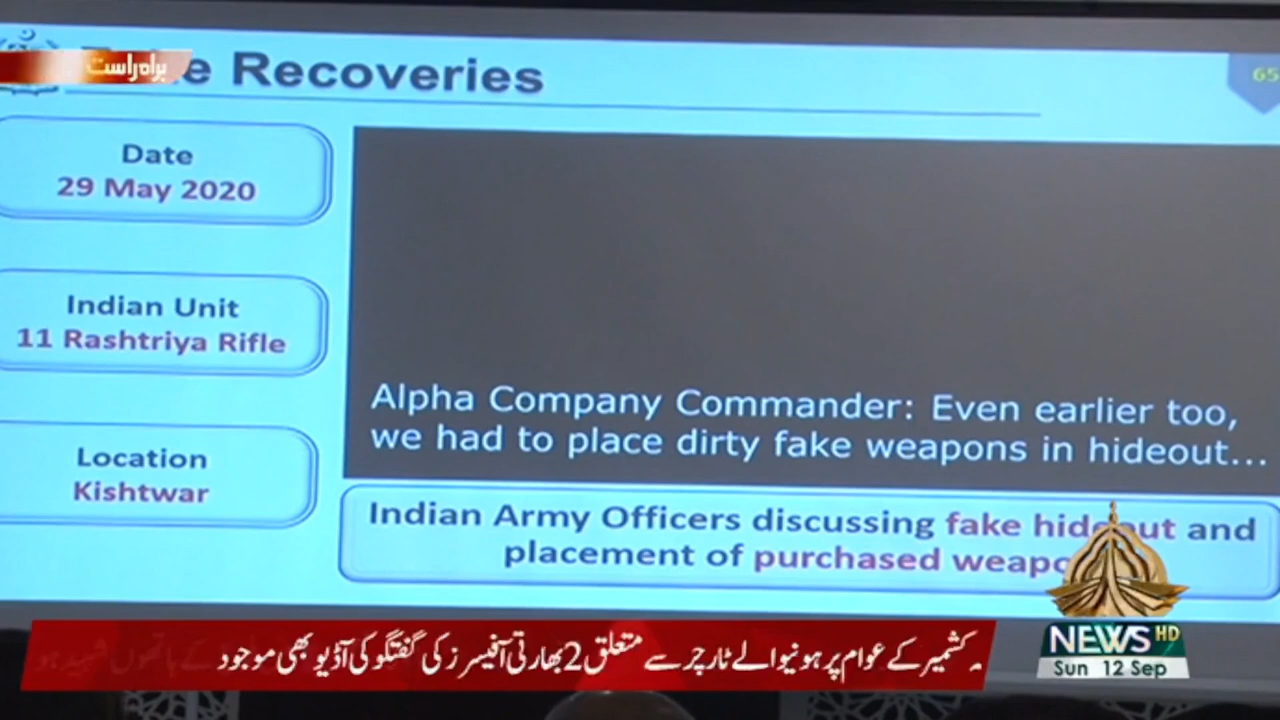 براہ راست
Recoveries
65
Date
29 May 2020
Indian Unit
11 Rashtriya Rifle
Location
Kishtwar
Alpha Company Commander: Even earlier too,
we had to place dirty fake weapons in hideout...
Indian Army Officers discussing fake hideout and
placement of purchased
کشمیر کے عوام پر ہونیوالے ٹارچر سے متعلق 2 بھارتی آفیسرز کی گفتگو کی آڈیو بھی موجود
NEWS HD
Sun 12 Sep